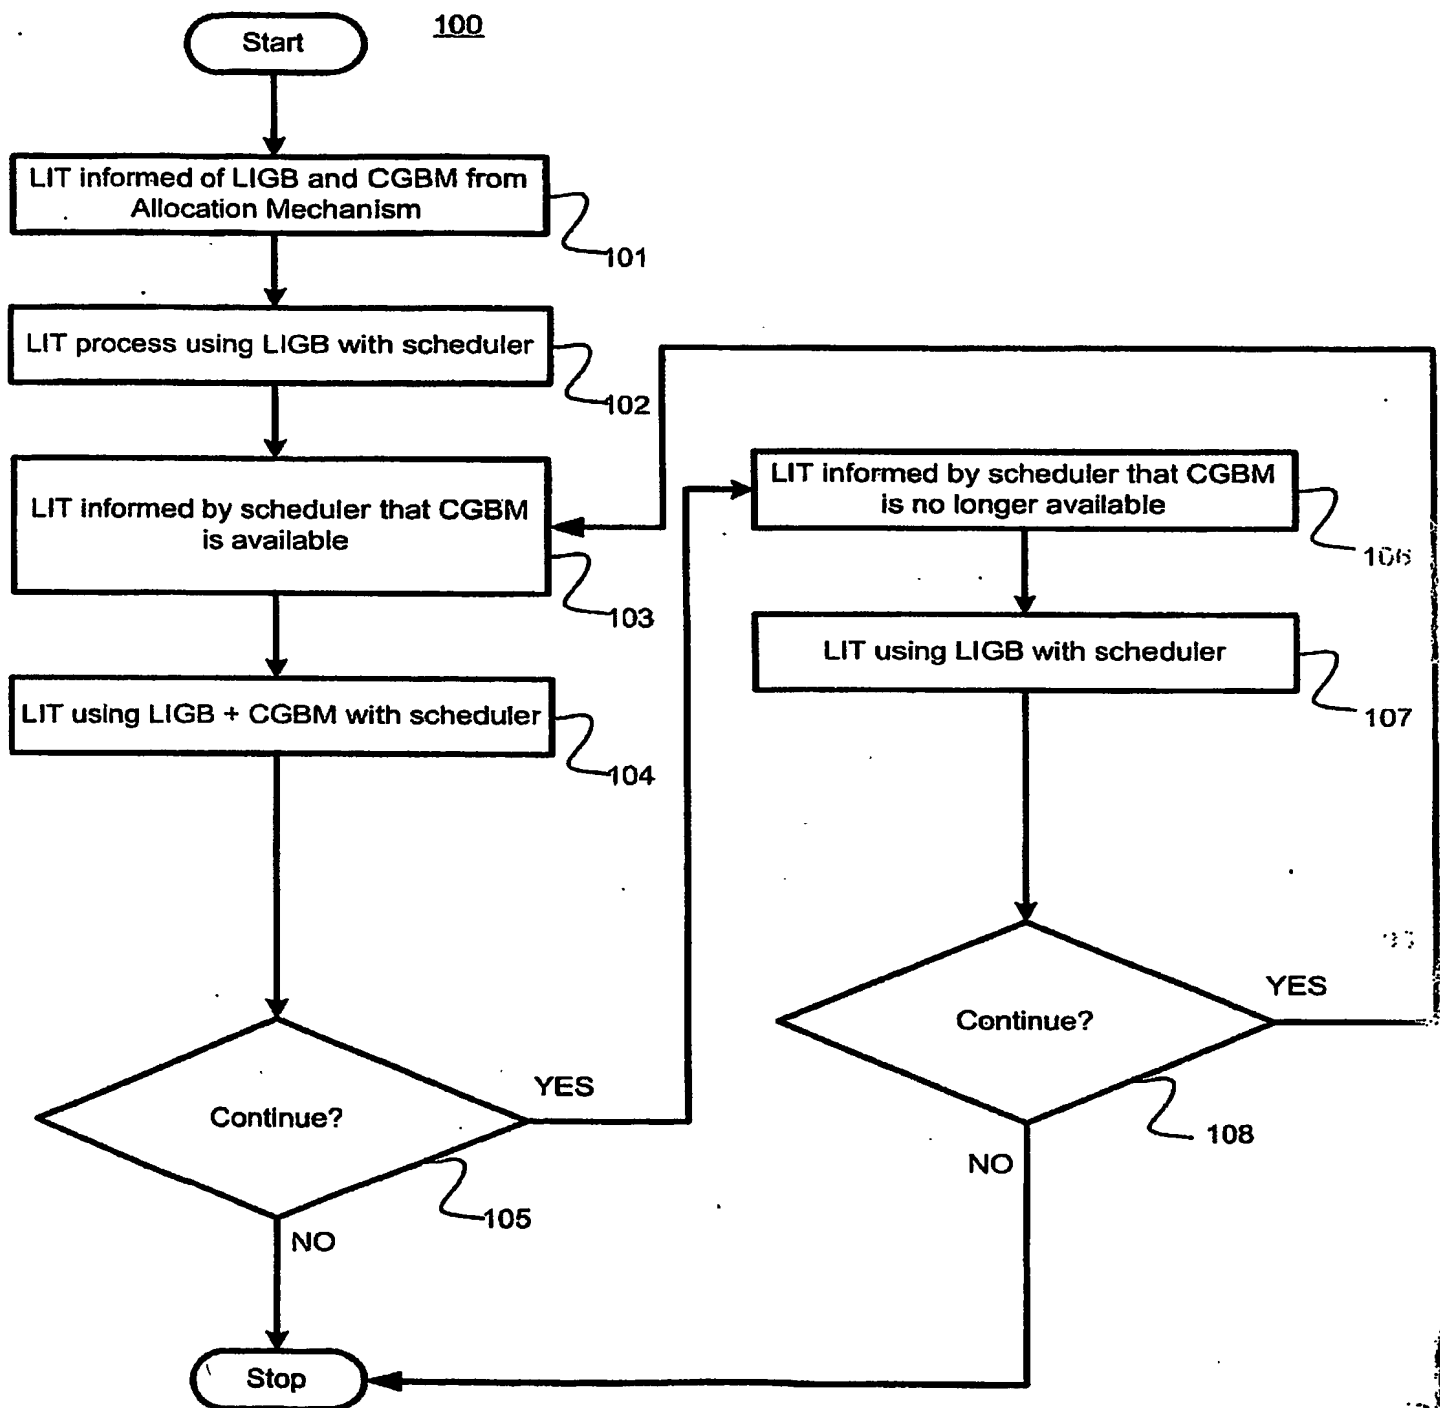 100
Start
LIT informed of LIGB and CGBM from
Allocation Mechanism
101
LIT process using LIGB with scheduler
102
LIT informed by scheduler that CGBM
is available
103
LIT using LIGB + CGBM with scheduler
104
Continue?
YES
105
NO
Stop
LIT informed by scheduler that CGBM
is no longer available
106
LIT using LIGB with scheduler
107
Continue?
YES
108
NO